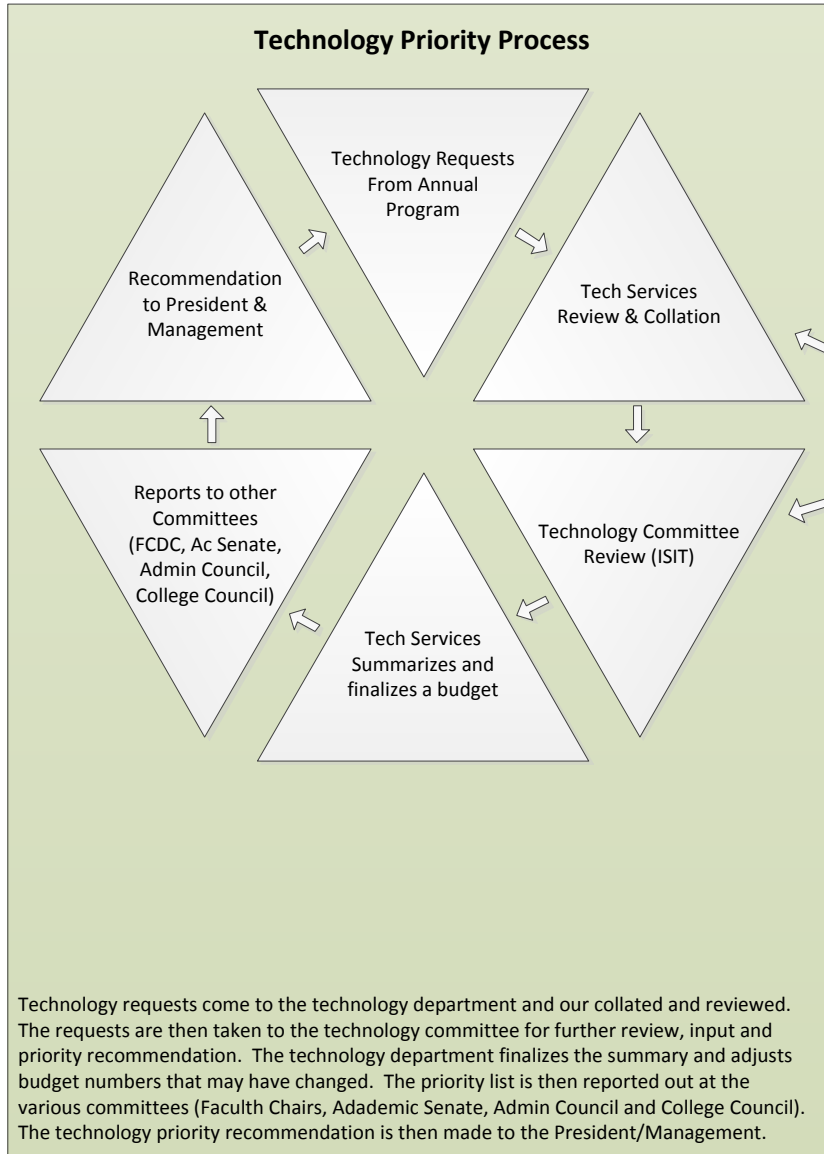 Technology Priority Process
Technology Requests
From Annual
Program
Tech Services
Review & Collation
Technology Committee
Review (ISIT)
Tech Services
Summarizes and
finalizes a budget
Reports to other
Committees
(FCDC, Ac Senate,
Admin Council,
College Council)
Recommendation
to President &
Management
Technology requests come to the technology department and our collated and reviewed.
The requests are then taken to the technology committee for further review, input and
priority recommendation.  The technology department finalizes the summary and adjusts
budget numbers that may have changed.  The priority list is then reported out at the
various committees (Faculth Chairs, Adademic Senate, Admin Council and College Council).
The technology priority recommendation is then made to the President/Management.